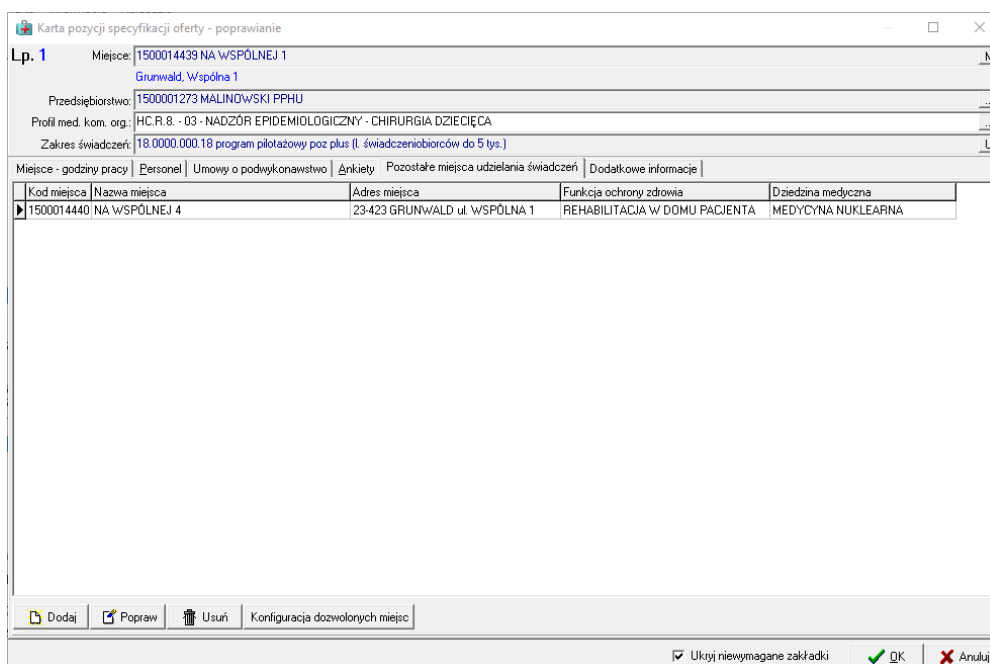 Karta pozycji specyfikacji oferty - poprawianie
Lp. 1 Miejsce: 1500014439 NA WSPÓLNEJ 1
Grunwald, Wspólna 1
Przedsiębiorstwo: 1500001273 MALINOWSKI PPHU ...
Profil med. kom. org.: HC.R.8. - 03 - NADZÓR EPIDEMIOLOGICZNY - CHIRURGIA DZIECIĘCA ...
Zakres świadczeń: 18.0000.000.18 program pilotażowy poz plus (l. świadczeniobiorców do 5 tys.)
Miejsce - godziny pracy Personel Umowy o podwykonawstwo Ankiety Pozostałe miejsca udzielania świadczeń Dodatkowe informacje
Kod miejsca Nazwa miejsca Adres miejsca Funkcja ochrony zdrowia Dziedzina medyczna
1500014440 NA WSPÓLNEJ 4 23-423 GRUNWALD ul. WSPÓLNA 1 REHABILITACJA W DOMU PACJENTA MEDYCYNA NUKLEARNA
Dodaj Popraw Usuń Konfiguracja dozwolonych miejsc
Ukryj niewymagane zakładki OK Anuluj